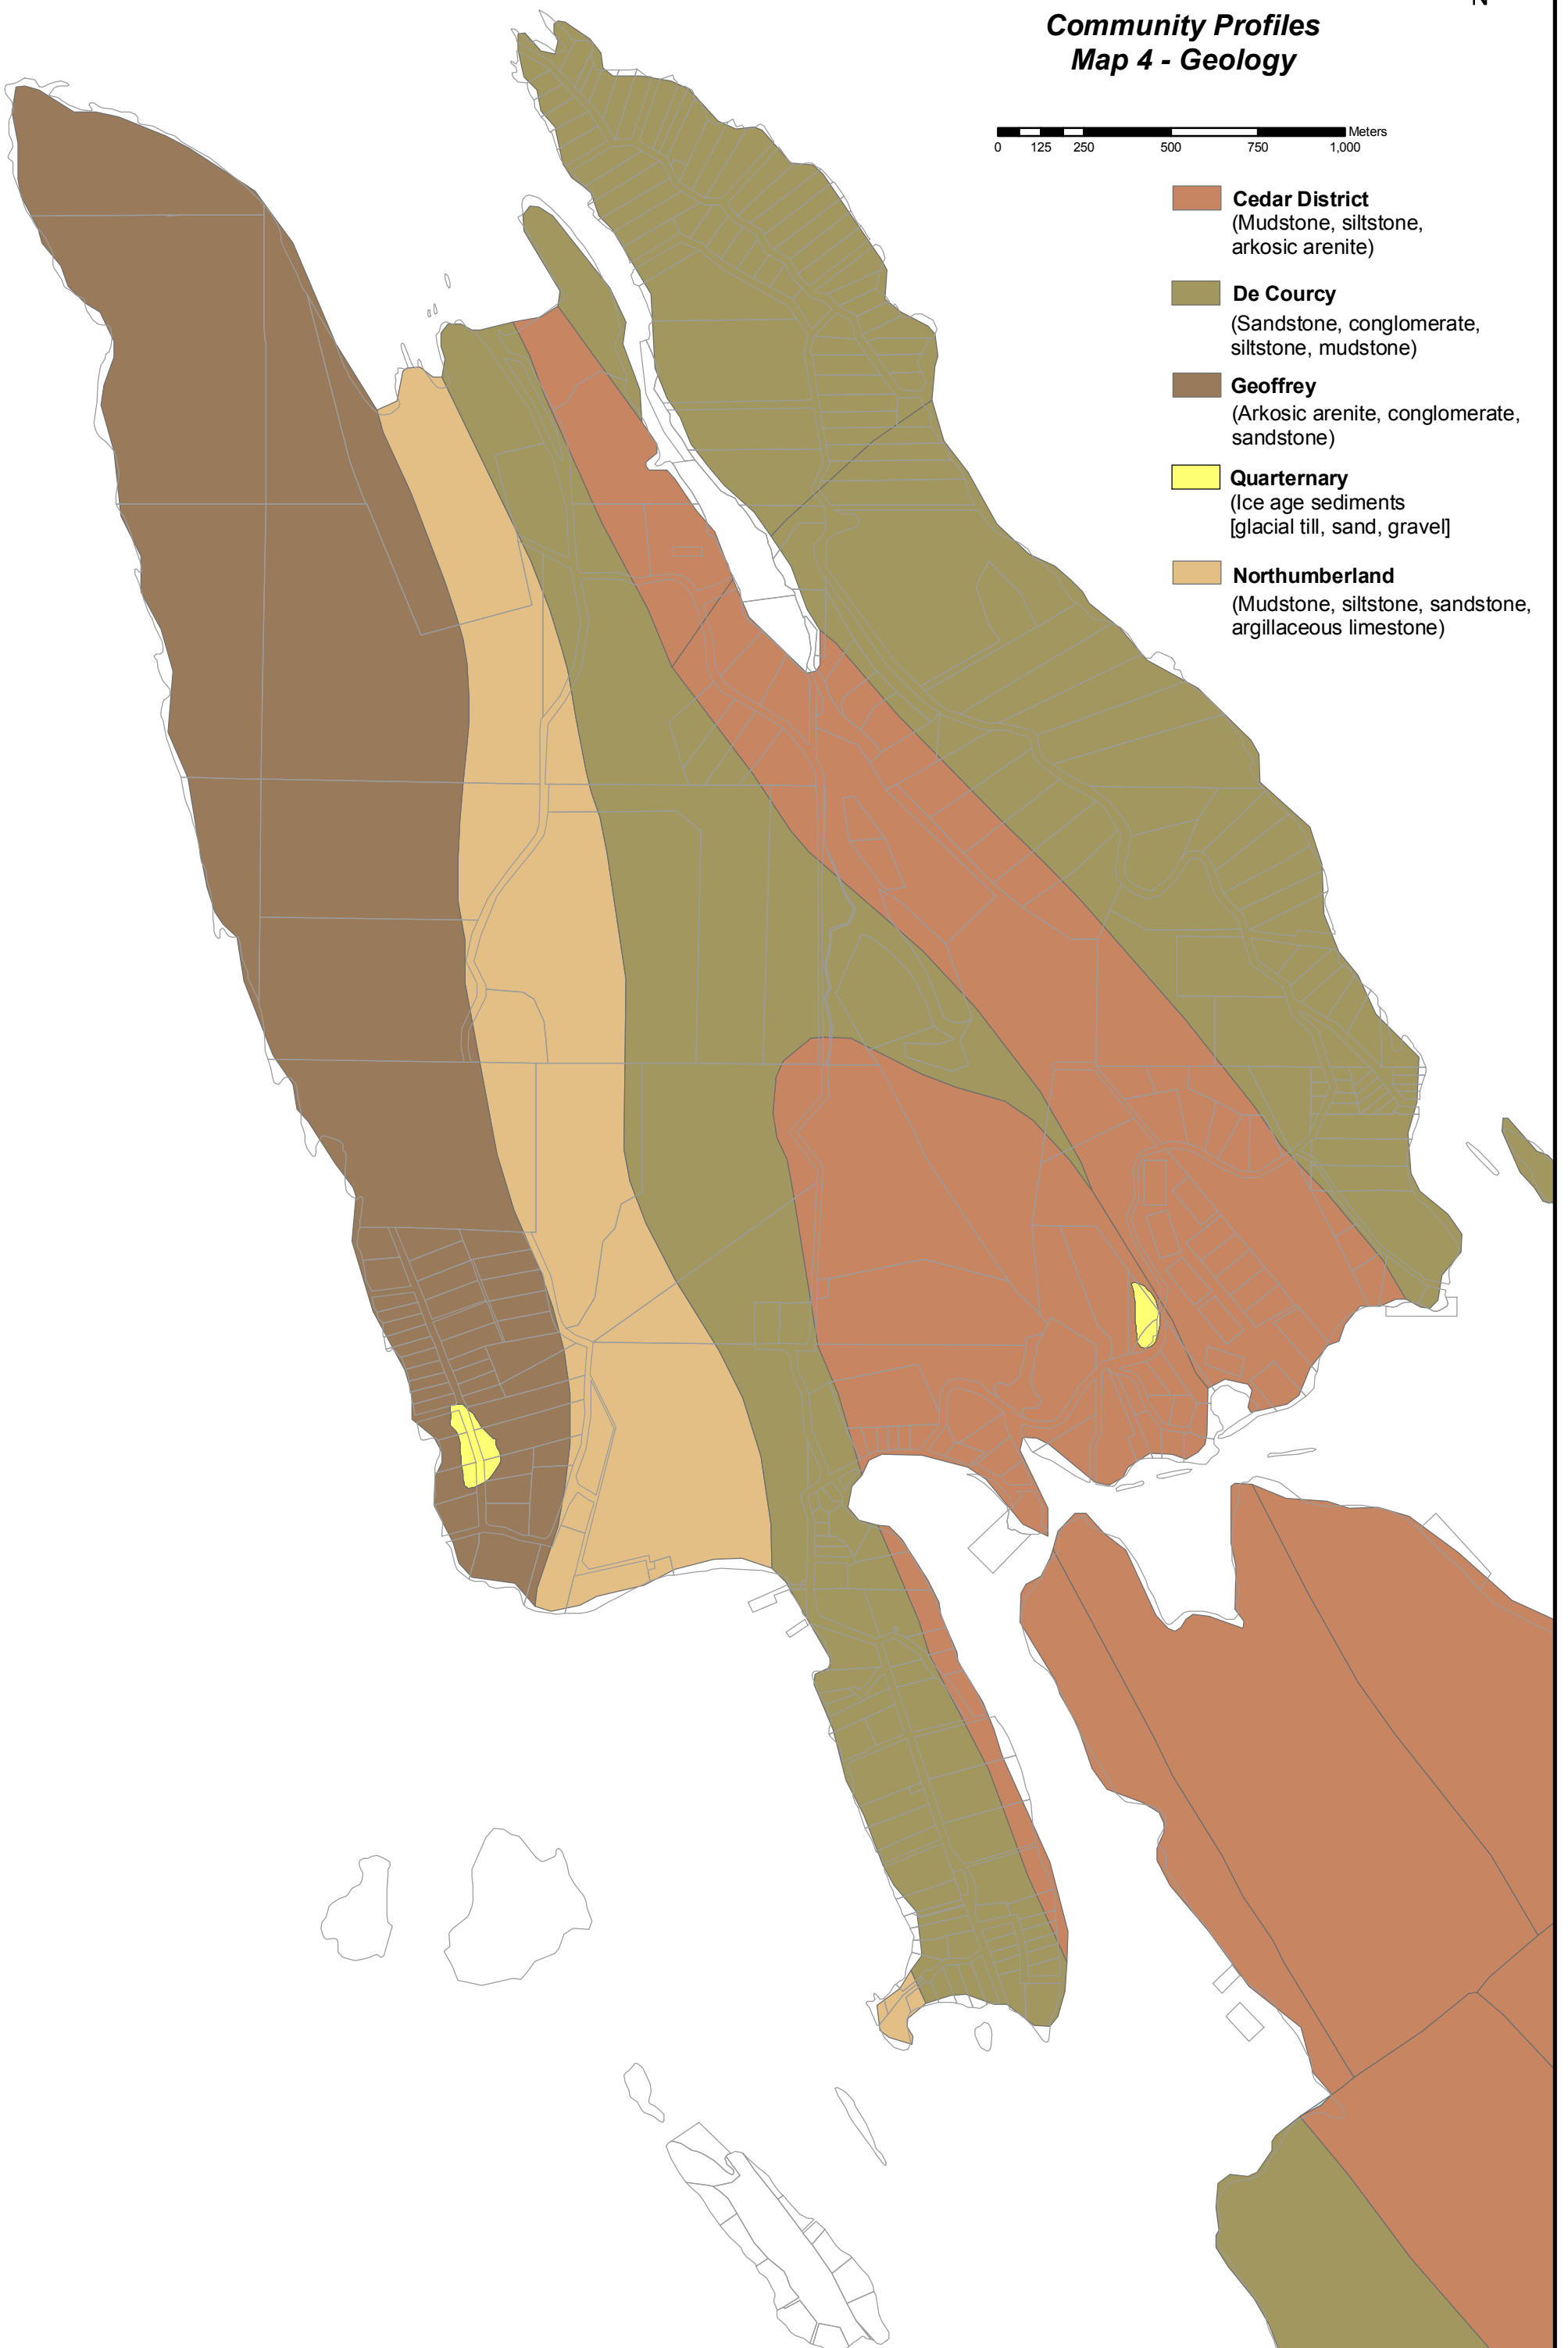 Community Profiles
Map 4 - Geology
Meters
0 125 250 500 750 1,000
Cedar District
(Mudstone, siltstone,
arkosic arenite)
De Courcy
(Sandstone, conglomerate,
siltstone, mudstone)
Geoffrey
(Arkosic arenite, conglomerate,
sandstone)
Quarternary
(Ice age sediments
[glacial till, sand, gravel]
Northumberland
(Mudstone, siltstone, sandstone,
argillaceous limestone)